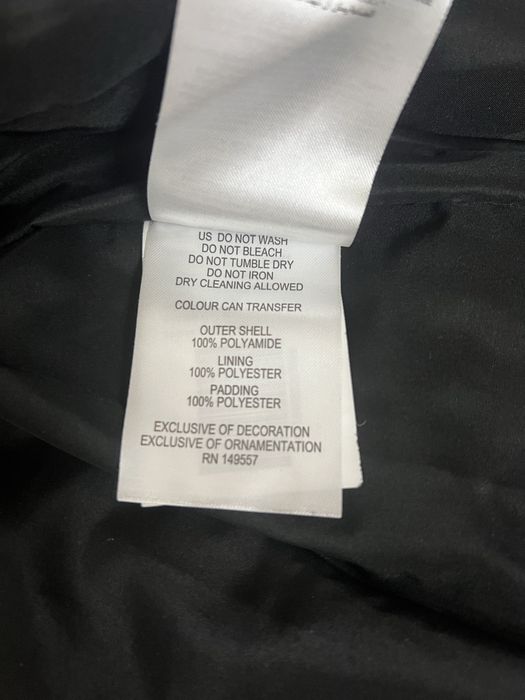 US DO NOT WASH
DO NOT BLEACH
DO NOT TUMBLE DRY
DO NOT IRON
DRY CLEANING ALLOWED
COLOUR CAN TRANSFER
OUTER SHELL
100% POLYAMIDE
LINING
100% POLYESTER
PADDING
100% POLYESTER
EXCLUSIVE OF DECORATION
EXCLUSIVE OF ORNAMENTATION
RN 149557